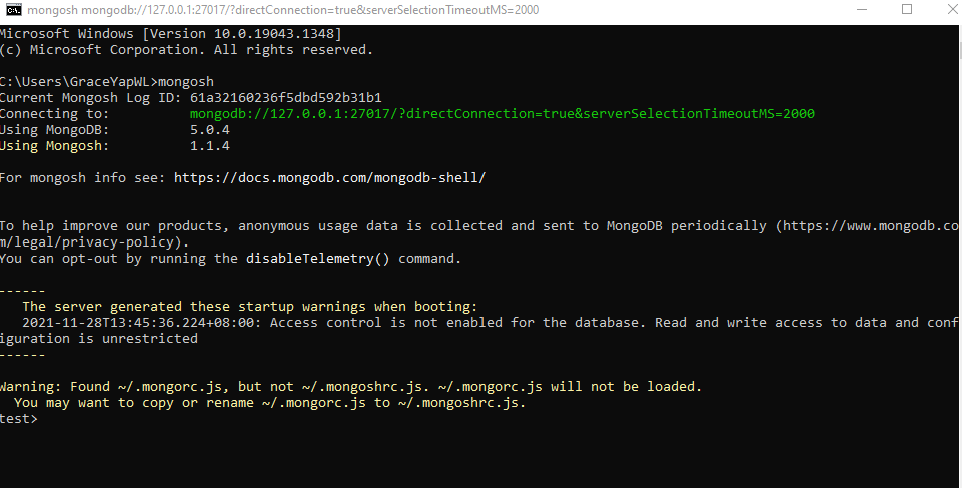 mongosh mongodb://127.0.0.1:27017/?directConnection=true&serverSelectionTimeoutMS=2000
Microsoft Windows [Version 10.0.19043.1348]
(c) Microsoft Corporation. All rights reserved.
C:\Users\GraceYapWL>mongosh
Current Mongosh Log ID: 61a32160236f5dbd592b31b1
Connecting to: mongodb://127.0.0.1:27017/?directConnection=true&serverSelectionTimeoutMS=2000
Using MongoDB: 5.0.4
Using Mongosh: 1.1.4
For mongosh info see: https://docs.mongodb.com/mongodb-shell/
To help improve our products, anonymous usage data is collected and sent to MongoDB periodically (https://www.mongodb.co
m/legal/privacy-policy).
You can opt-out by running the disableTelemetry() command.
------
The server generated these startup warnings when booting:
2021-11-28T13:45:36.224+08:00: Access control is not enabled for the database. Read and write access to data and conf
iguration is unrestricted
------
Warning: Found ~/.mongorc.js, but not ~/.mongoshrc.js. ~/.mongorc.js will not be loaded.
You may want to copy or rename ~/.mongorc.js to ~/.mongoshrc.js.
test>